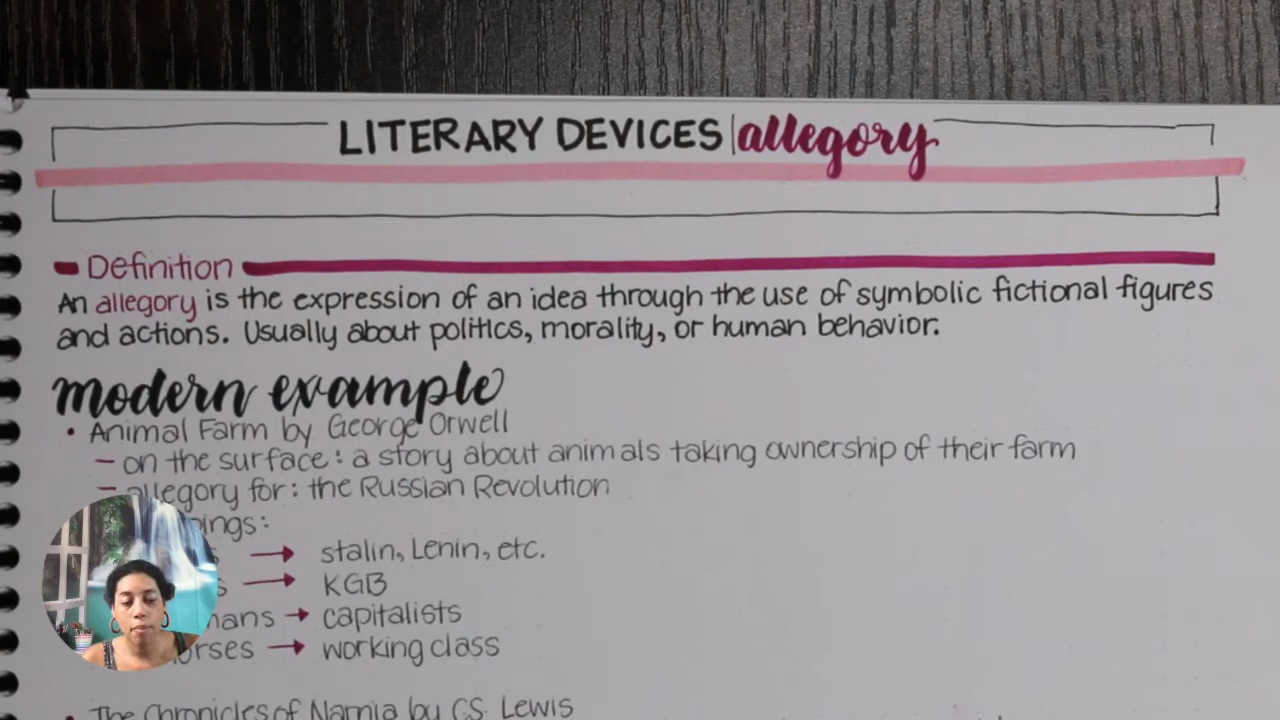 LITERARY DEVICES | allegory
Definition
An allegory is the expression of an idea through the use of symbolic fictional figures
and actions. Usually about politics, morality, or human behavior.
modern example
• Animal Farm by George Orwell
– on the surface: a story about animals taking ownership of their farm
– allegory for: the Russian Revolution
→ stalin, Lenin, etc.
→ KGB
→ capitalists
→ working class
• The Chronicles of Narnia by C.S. Lewis